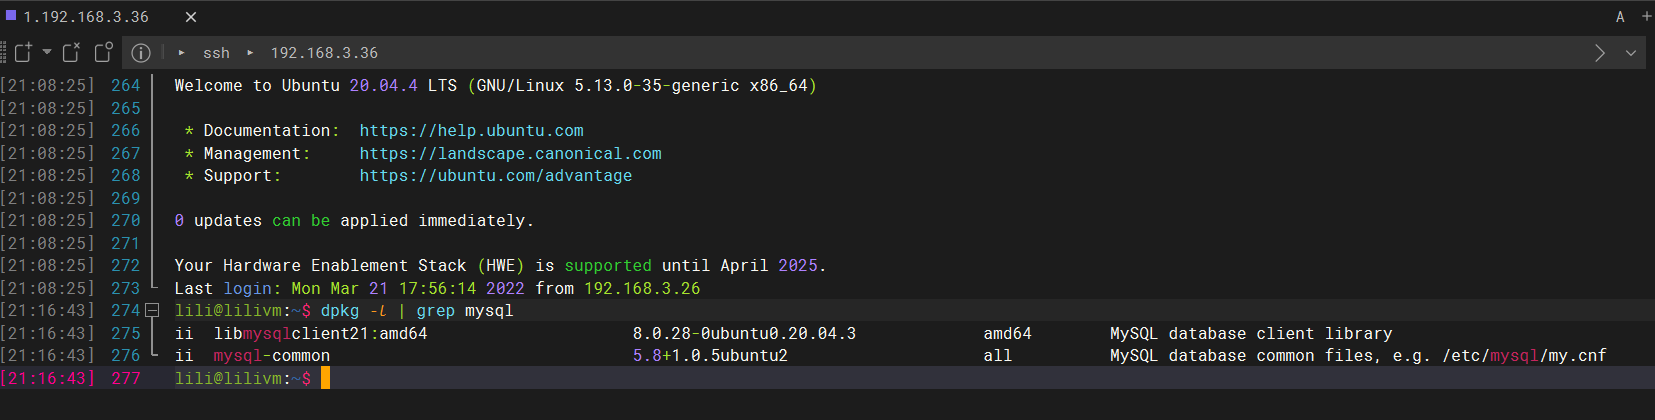 1.192.168.3.36 × A +
ssh 192.168.3.36
[21:08:25] 264 Welcome to Ubuntu 20.04.4 LTS (GNU/Linux 5.13.0-35-generic x86_64)
[21:08:25] 265
[21:08:25] 266 * Documentation: https://help.ubuntu.com
[21:08:25] 267 * Management: https://landscape.canonical.com
[21:08:25] 268 * Support: https://ubuntu.com/advantage
[21:08:25] 269
[21:08:25] 270 0 updates can be applied immediately.
[21:08:25] 271
[21:08:25] 272 Your Hardware Enablement Stack (HWE) is supported until April 2025.
[21:08:25] 273 Last login: Mon Mar 21 17:56:14 2022 from 192.168.3.26
[21:16:43] 274 lili@lilivm:~$ dpkg -l | grep mysql
[21:16:43] 275 ii libmysqlclient21:amd64 8.0.28-0ubuntu0.20.04.3 amd64 MySQL database client library
[21:16:43] 276 ii mysql-common 5.8+1.0.5ubuntu2 all MySQL database common files, e.g. /etc/mysql/my.cnf
[21:16:43] 277 lili@lilivm:~$